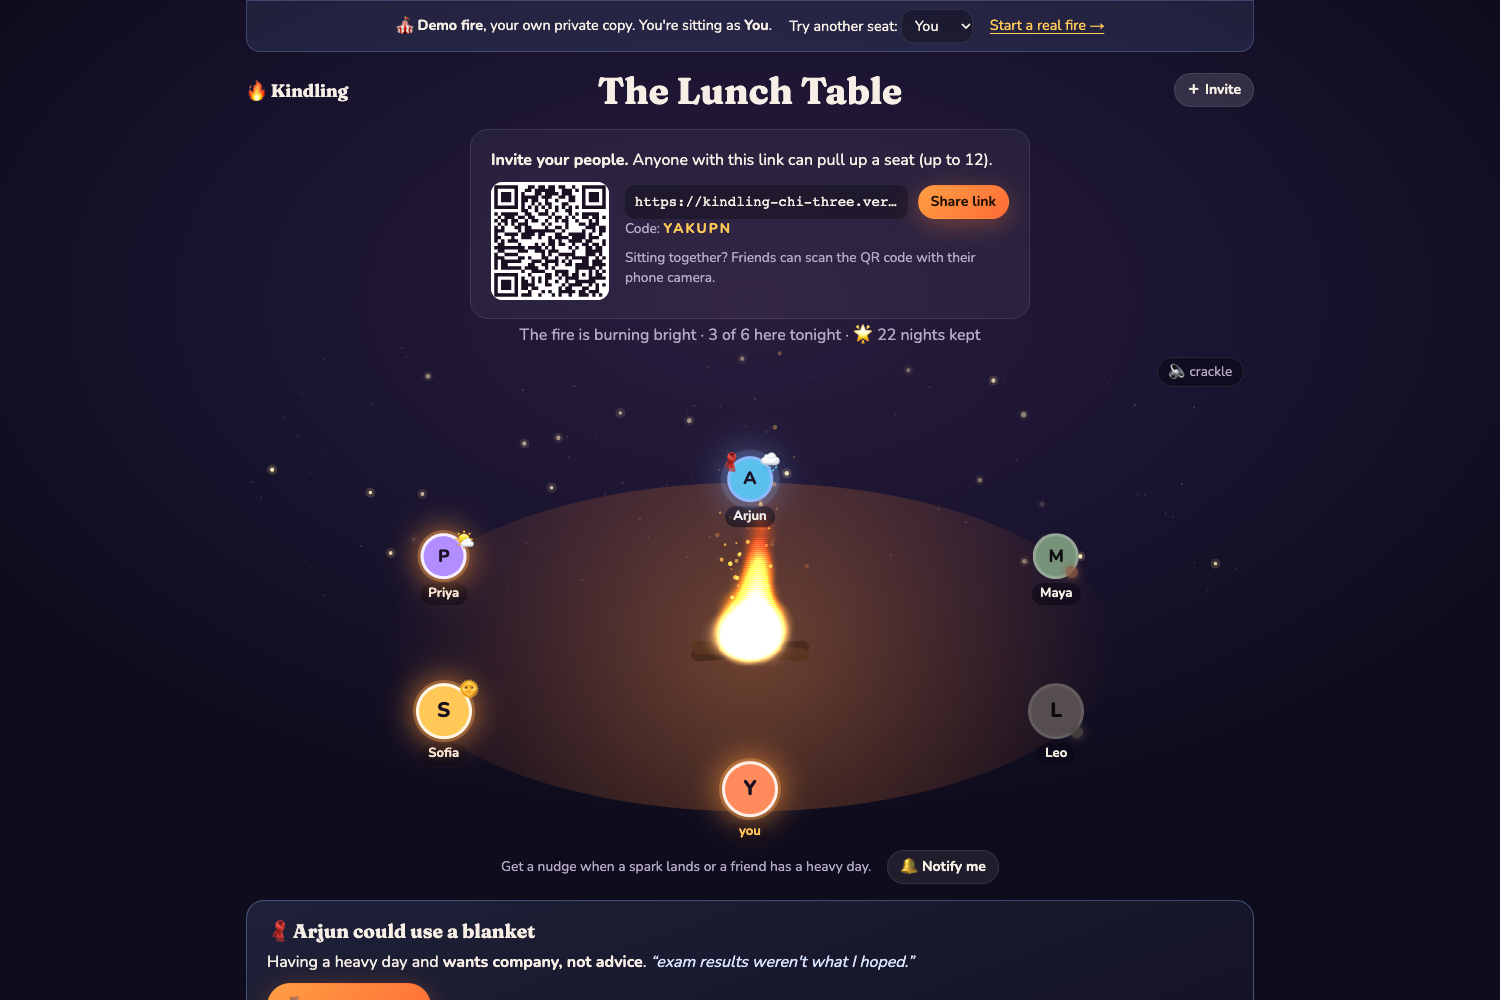 Demo fire, your own private copy. You're sitting as You. Try another seat: You Start a real fire →
Kindling
The Lunch Table
+ Invite
Invite your people. Anyone with this link can pull up a seat (up to 12).
https://kindling-chi-three.ver…
Share link
Code: YAKUPN
Sitting together? Friends can scan the QR code with their
phone camera.
The fire is burning bright · 3 of 6 here tonight · 🌟 22 nights kept
crackle
A
Arjun
P
Priya
M
Maya
S
Sofia
L
Leo
Y
you
Get a nudge when a spark lands or a friend has a heavy day.
Notify me
Arjun could use a blanket
Having a heavy day and wants company, not advice. “exam results weren't what I hoped.”